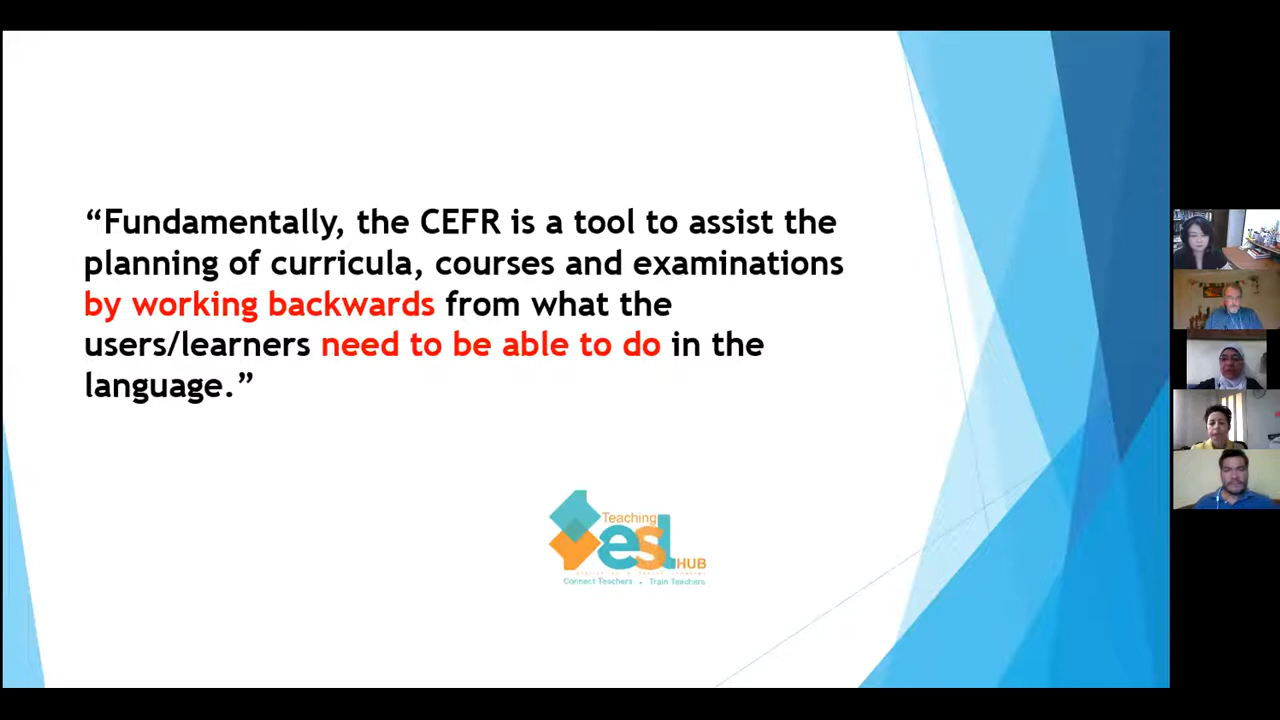 “Fundamentally, the CEFR is a tool to assist the
planning of curricula, courses and examinations
by working backwards from what the
users/learners need to be able to do in the
language.”
Teaching
esl
HUB
Connect Teachers . Train Teachers